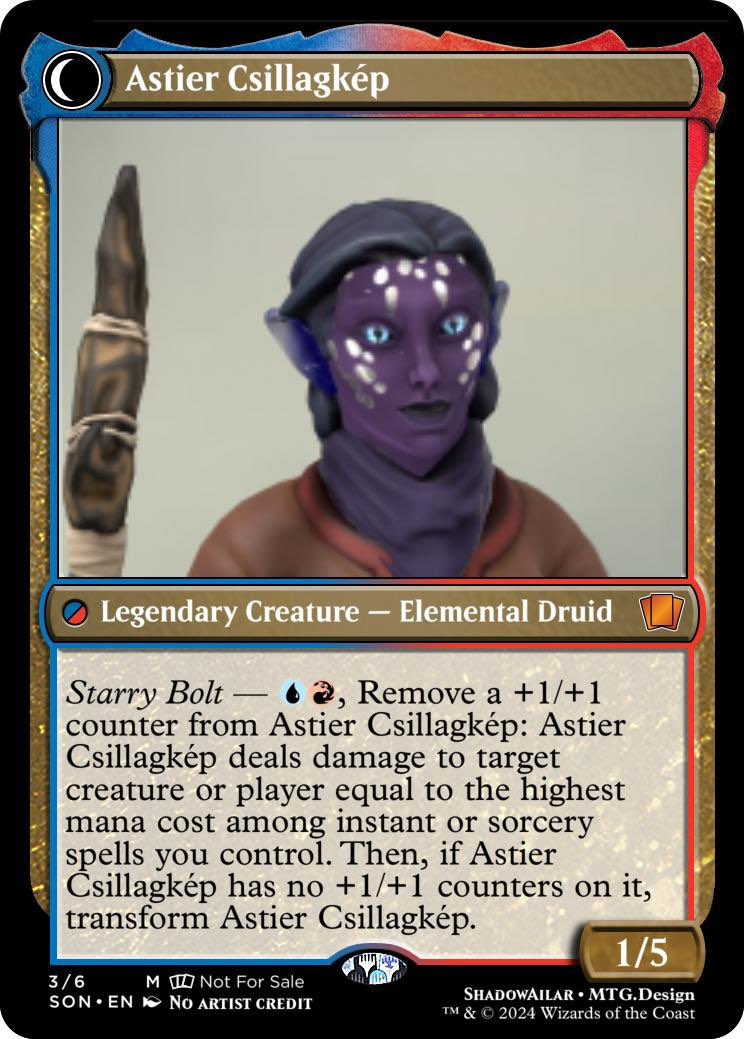 Astier Csillagkép
Legendary Creature — Elemental Druid
Starry Bolt — , Remove a +1/+1
counter from Astier Csillagkép: Astier
Csillagkép deals damage to target
creature or player equal to the highest
mana cost among instant or sorcery
spells you control. Then, if Astier
Csillagkép has no +1/+1 counters on it,
transform Astier Csillagkép.
1/5
3/6 M Not For Sale
SON • EN No artist credit
ShadowAilar • MTG.Design
™ & © 2024 Wizards of the Coast